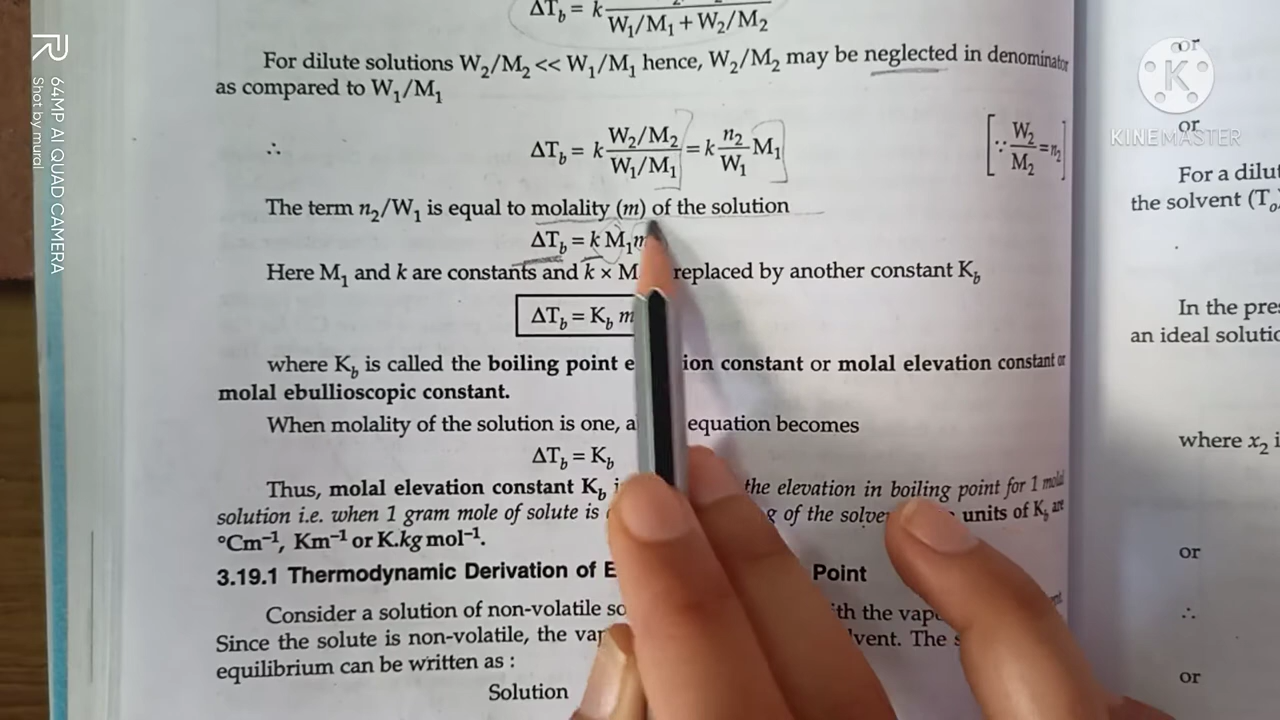 ΔT_b = k W_1/M_1 + W_2/M_2
For dilute solutions W_2/M_2 << W_1/M_1 hence, W_2/M_2 may be neglected in denominator
as compared to W_1/M_1
∴ ΔT_b = k (W_2/M_2)/(W_1/M_1) = k n_2/W_1 M_1 [∵ W_2/M_2 = n_2]
The term n_2/W_1 is equal to molality (m) of the solution
ΔT_b = k M_1 m
Here M_1 and k are constants and k × M replaced by another constant K_b
ΔT_b = K_b m
where K_b is called the boiling point e ion constant or molal elevation constant or
molal ebullioscopic constant.
When molality of the solution is one, a equation becomes
ΔT_b = K_b
Thus, molal elevation constant K_b the elevation in boiling point for 1 molal
solution i.e. when 1 gram mole of solute is g of the solve units of K_b are
°Cm⁻¹, Km⁻¹ or K.kg mol⁻¹.
3.19.1 Thermodynamic Derivation of E Point
Consider a solution of non-volatile so ith the vap
Since the solute is non-volatile, the va lvent. The s
equilibrium can be written as :
Solution
or
or
For a dilut
the solvent (T_o
In the pre
an ideal solutio
where x_2 i
or
∴
or
Shot by mural
64MP AI QUAD CAMERA
K
KINEMASTER